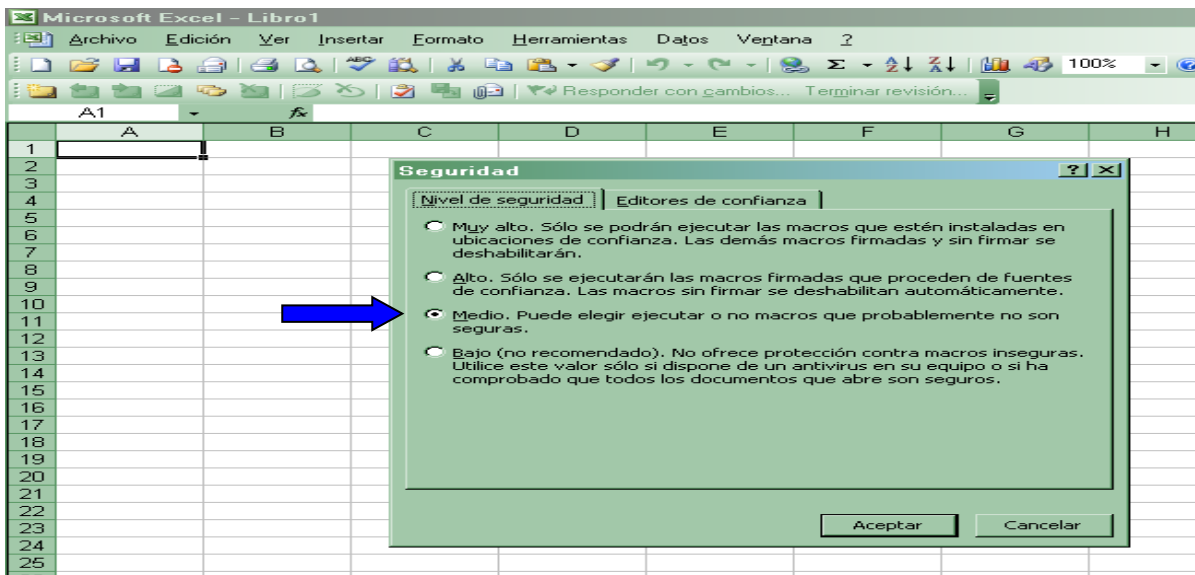 Microsoft Excel - Libro1
Archivo Edición Ver Insertar Formato Herramientas Datos Ventana ?
ABC Σ A Z Z A 100%
Responder con cambios... Terminar revisión...
A1 fx
A B C D E F G H
1
2
3
4
5
6
7
8
9
10
11
12
13
14
15
16
17
18
19
20
21
22
23
24
25
Seguridad ? ×
Nivel de seguridad Editores de confianza
Muy alto. Sólo se podrán ejecutar las macros que estén instaladas en
ubicaciones de confianza. Las demás macros firmadas y sin firmar se
deshabilitarán.
Alto. Sólo se ejecutarán las macros firmadas que proceden de fuentes
de confianza. Las macros sin firmar se deshabilitan automáticamente.
Medio. Puede elegir ejecutar o no macros que probablemente no son
seguras.
Bajo (no recomendado). No ofrece protección contra macros inseguras.
Utilice este valor sólo si dispone de un antivirus en su equipo o si ha
comprobado que todos los documentos que abre son seguros.
Aceptar Cancelar